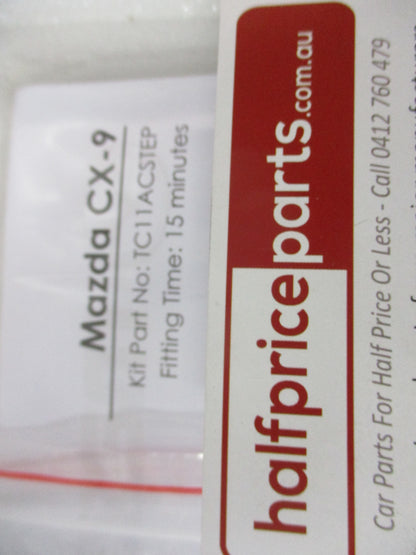 Mazda CX-9
Kit Part No: TC11ACSTEP
Fitting Time: 15 minutes
halfpriceparts.com.au
Car Parts For Half Price Or Less - Call 0412 760 479